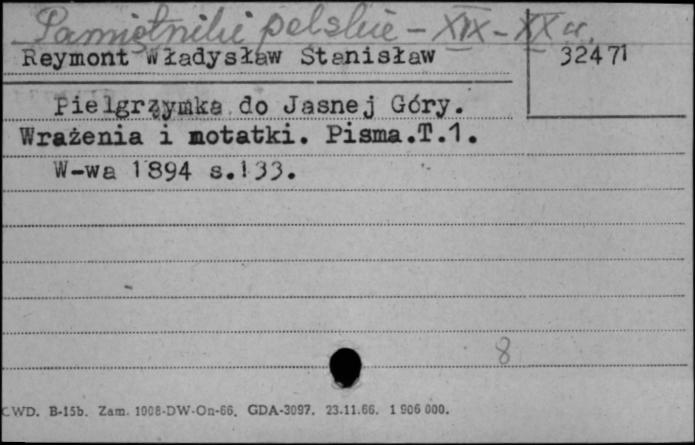 Pamiętniki polskie - XIX - XX w.
Reymont Władysław Stanisław
32471
Pielgrzymka do Jasnej Góry.
Wrażenia i notatki. Pisma.T.1.
W-wa 1894 s.133.
8
CWD. B-15b. Zam. 1908-DW-On-66. GDA-3097. 23.11.66. 1 906 000.